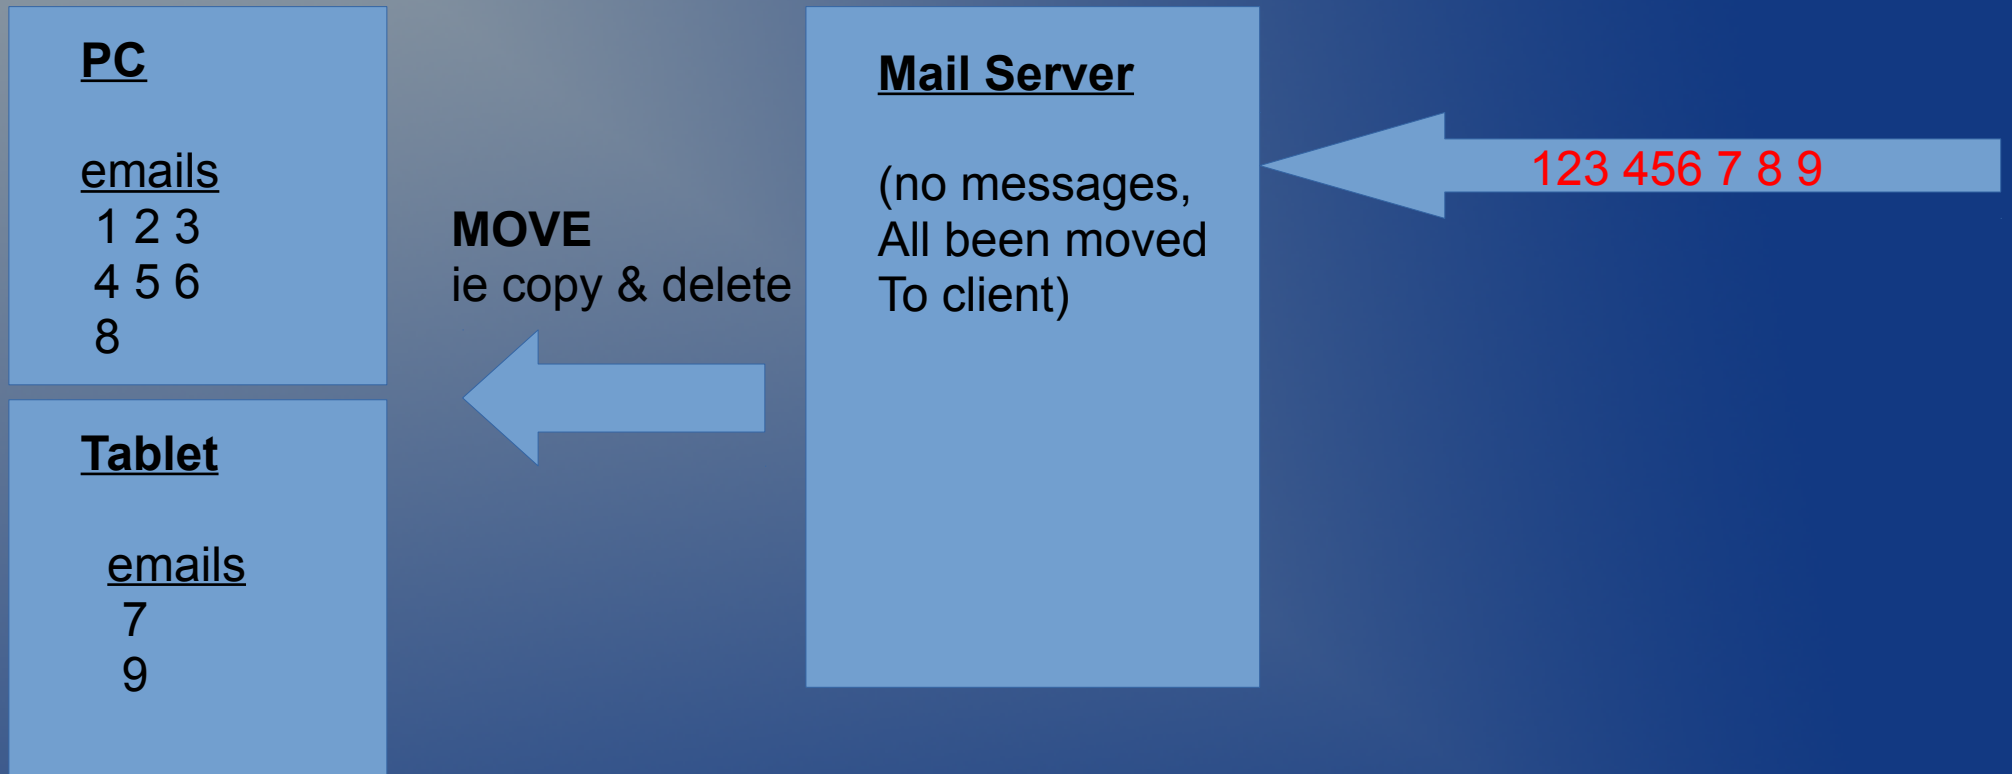 PC
emails
1 2 3
4 5 6
8
Tablet
emails
7
9
MOVE
ie copy & delete
Mail Server
(no messages,
All been moved
To client)
123 456 7 8 9